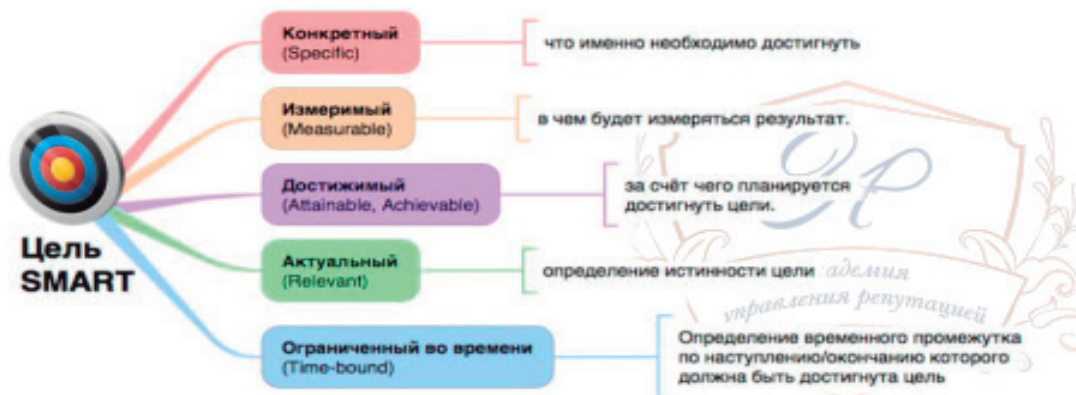 Конкретный
(Specific)
что именно необходимо достигнуть
Измеримый
(Measurable)
в чем будет измеряться результат.
Достижимый
(Attainable, Achievable)
за счёт чего планируется
достигнуть цели.
Цель
SMART
Актуальный
(Relevant)
определение истинности цели
адемия
управления репутацией
Ограниченный во времени
(Time-bound)
Определение временного промежутка
по наступлению/окончанию которого
должна быть достигнута цель